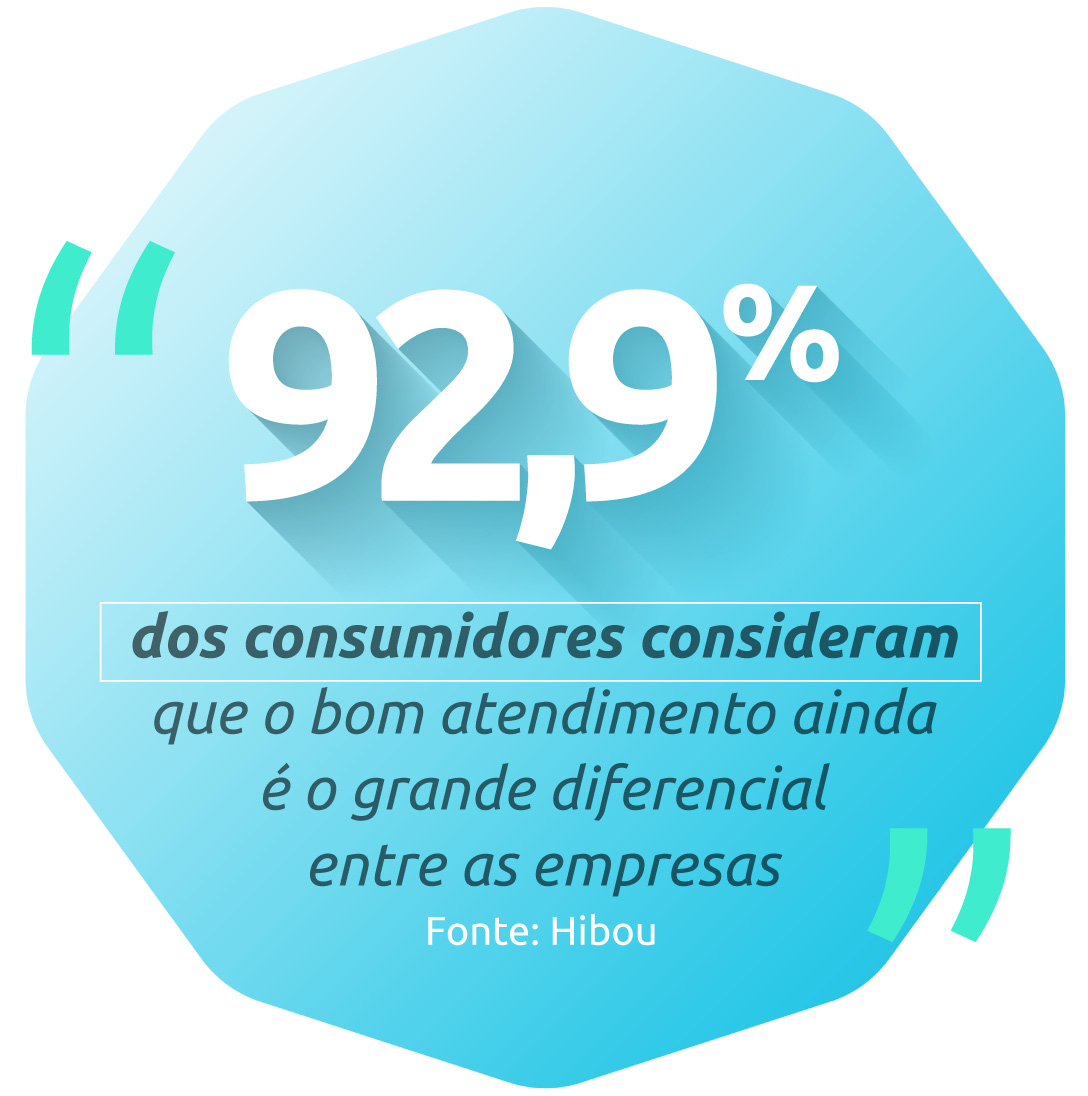 “
92,9%
dos consumidores consideram
que o bom atendimento ainda
é o grande diferencial
entre as empresas
”
Fonte: Hibou